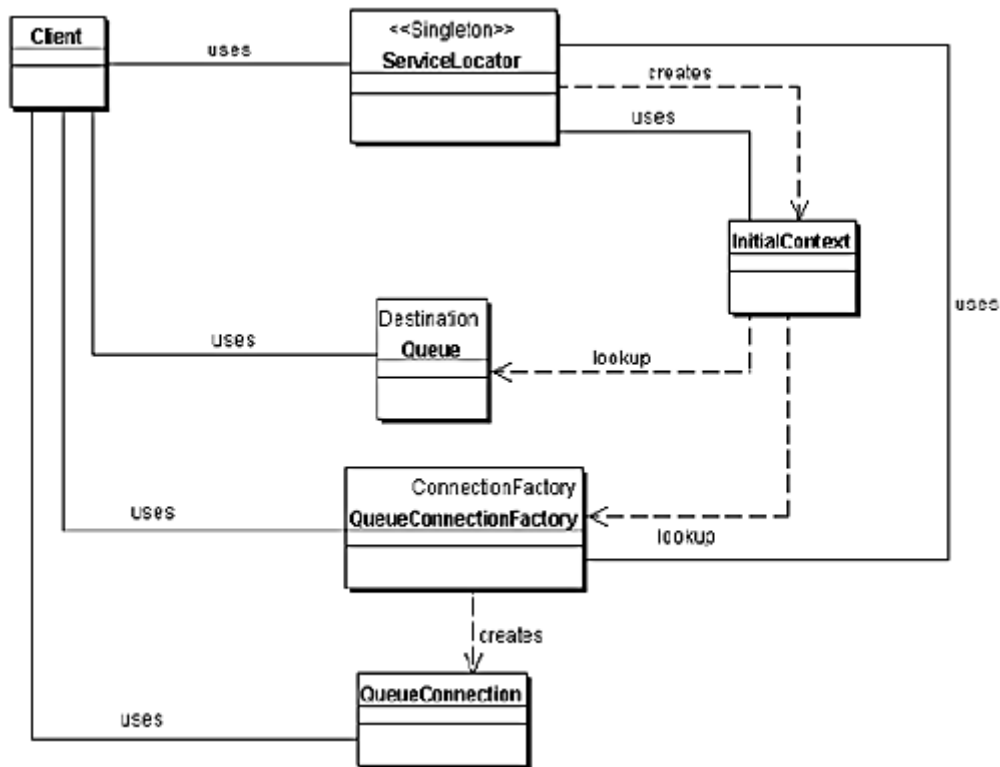 Client
uses
<<Singleton>>
ServiceLocator
creates
uses
InitialContext
uses
Destination
Queue
uses
lookup
ConnectionFactory
QueueConnectionFactory
uses
lookup
creates
QueueConnection
uses